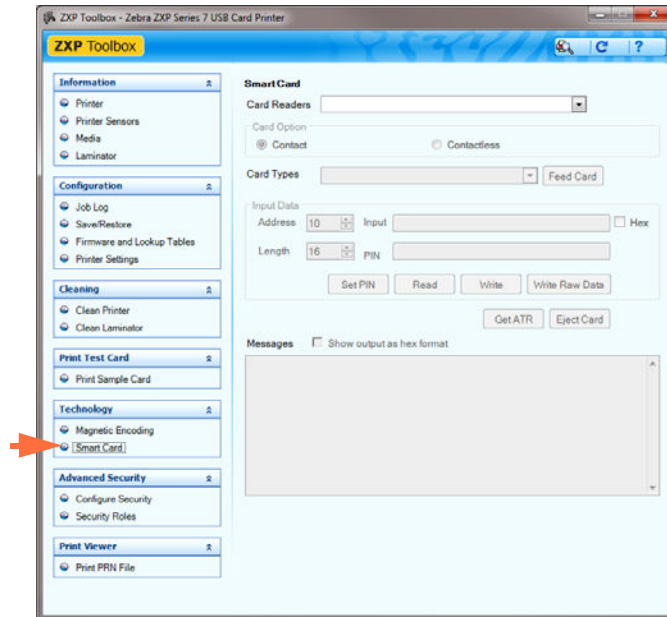 ZXP Toolbox - Zebra ZXP Series 7 USB Card Printer
ZXP Toolbox
?
Information
Printer
Printer Sensors
Media
Laminator
Configuration
Job Log
Save/Restore
Firmware and Lookup Tables
Printer Settings
Cleaning
Clean Printer
Clean Laminator
Print Test Card
Print Sample Card
Technology
Magnetic Encoding
Smart Card
Advanced Security
Configure Security
Security Roles
Print Viewer
Print PRN File
Smart Card
Card Readers
Card Option
Contact Contactless
Card Types Feed Card
Input Data
Address 10 Input Hex
Length 16 PIN
Set PIN Read Write Write Raw Data
Get ATR Eject Card
Messages Show output as hex format